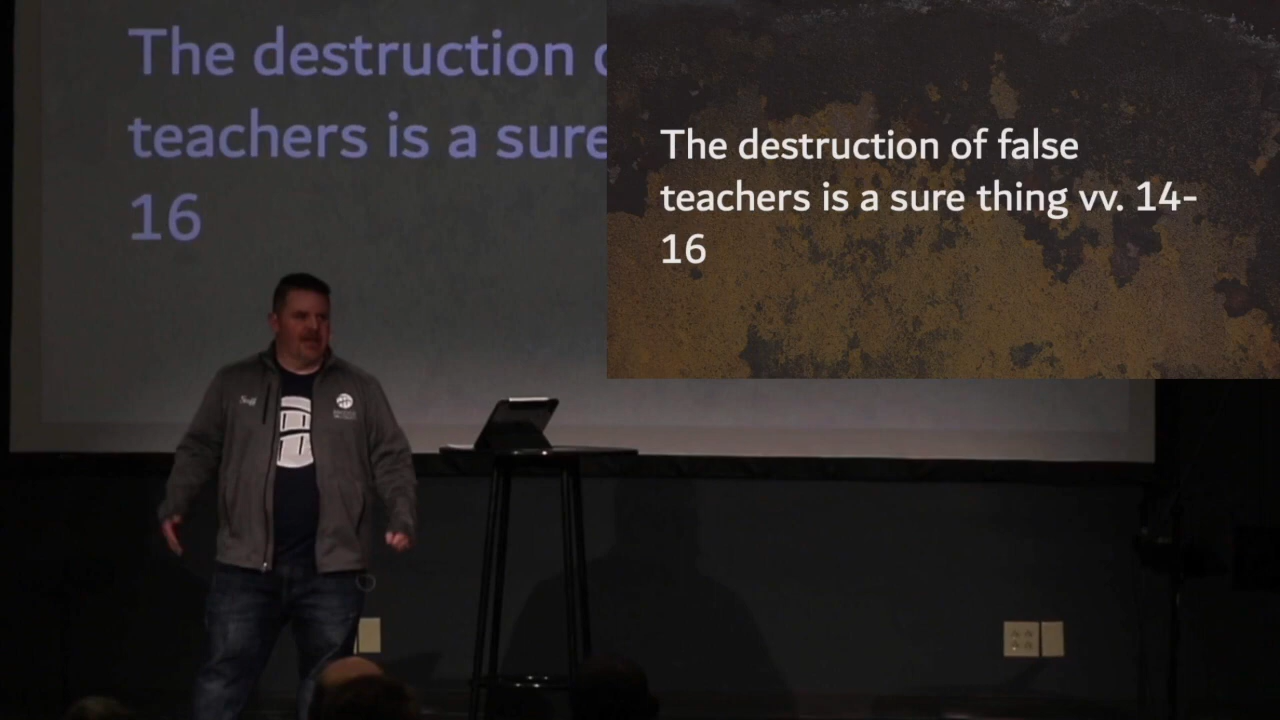 The destruction
teachers is a sure
16
The destruction of false
teachers is a sure thing vv. 14-
16